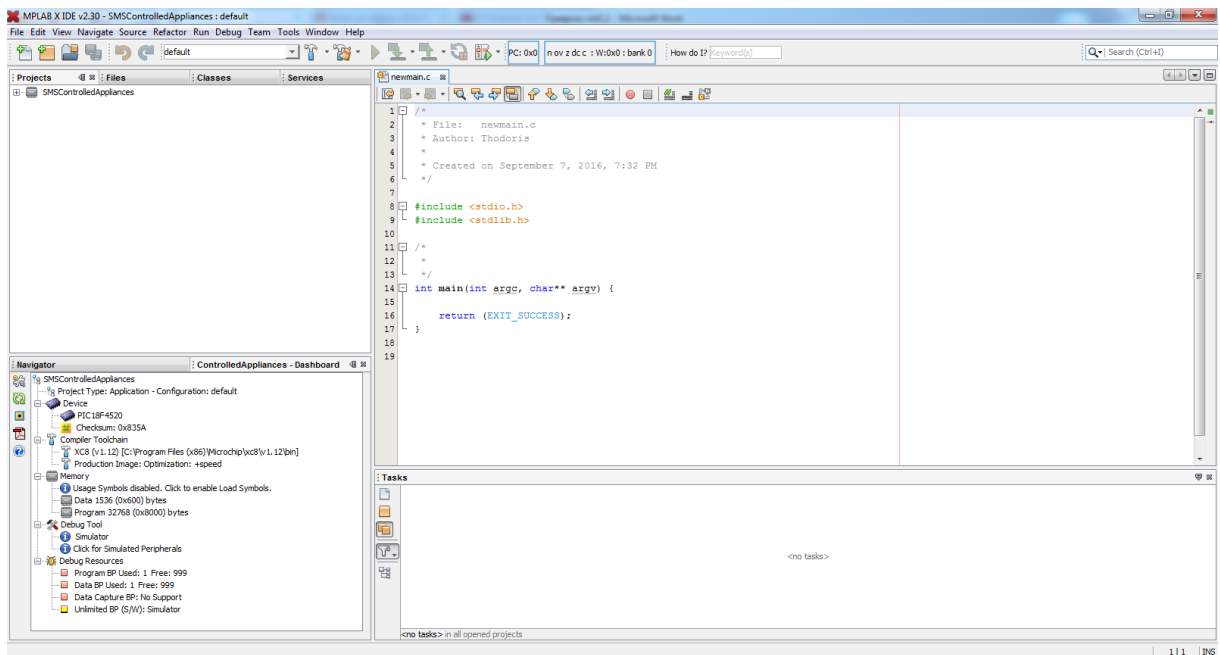 MPLAB X IDE v2.30 - SMSControlledAppliances : default
File Edit View Navigate Source Refactor Run Debug Team Tools Window Help
default
PC: 0x0
n ov z dc c : W:0x0 : bank 0
How do I? Keyword(s)
Search (Ctrl+I)
Projects
Files
Classes
Services
SMSControlledAppliances
newmain.c
1 /*
2 * File: newmain.c
3 * Author: Thodoris
4 *
5 * Created on September 7, 2016, 7:32 PM
6 */
7
8 #include <stdio.h>
9 #include <stdlib.h>
10
11 /*
12 *
13 */
14 int main(int argc, char** argv) {
15
16 return (EXIT_SUCCESS);
17 }
18
19
Navigator
ControlledAppliances - Dashboard
SMSControlledAppliances
Project Type: Application - Configuration: default
Device
PIC18F4520
Checksum: 0x835A
Compiler Toolchain
XC8 (v1.12) [C:\Program Files (x86)\Microchip\xc8\v1.12\bin]
Production Image: Optimization: +speed
Memory
Usage Symbols disabled. Click to enable Load Symbols.
Data 1536 (0x600) bytes
Program 32768 (0x8000) bytes
Debug Tool
Simulator
Click for Simulated Peripherals
Debug Resources
Program BP Used: 1 Free: 999
Data BP Used: 1 Free: 999
Data Capture BP: No Support
Unlimited BP (S/W): Simulator
Tasks
<no tasks>
<no tasks> in all opened projects
1|1
INS